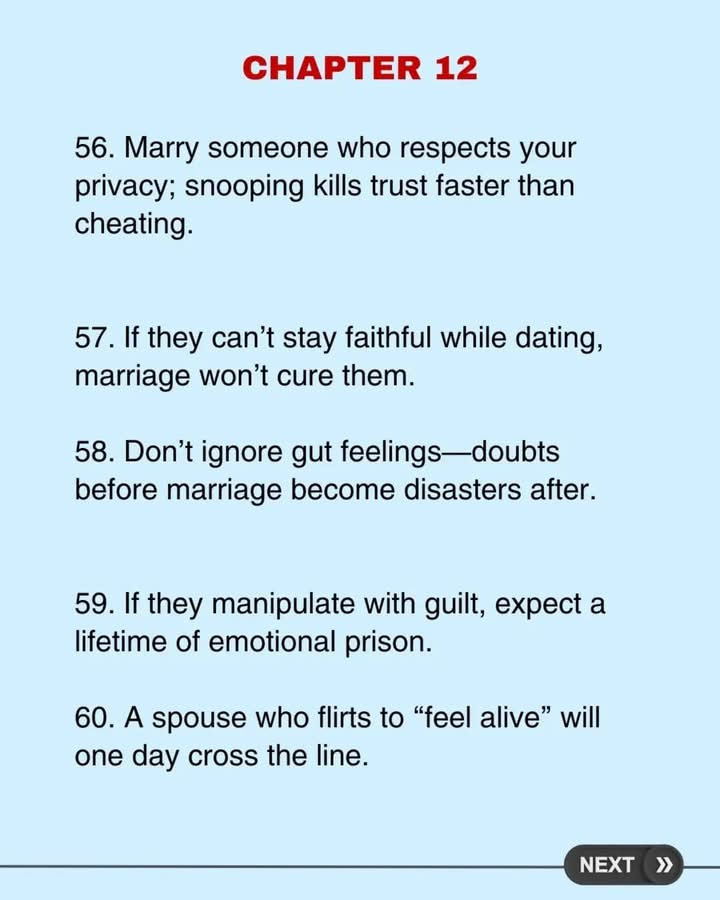 CHAPTER 12
56. Marry someone who respects your
privacy; snooping kills trust faster than
cheating.
57. If they can’t stay faithful while dating,
marriage won’t cure them.
58. Don’t ignore gut feelings—doubts
before marriage become disasters after.
59. If they manipulate with guilt, expect a
lifetime of emotional prison.
60. A spouse who flirts to “feel alive” will
one day cross the line.
NEXT »